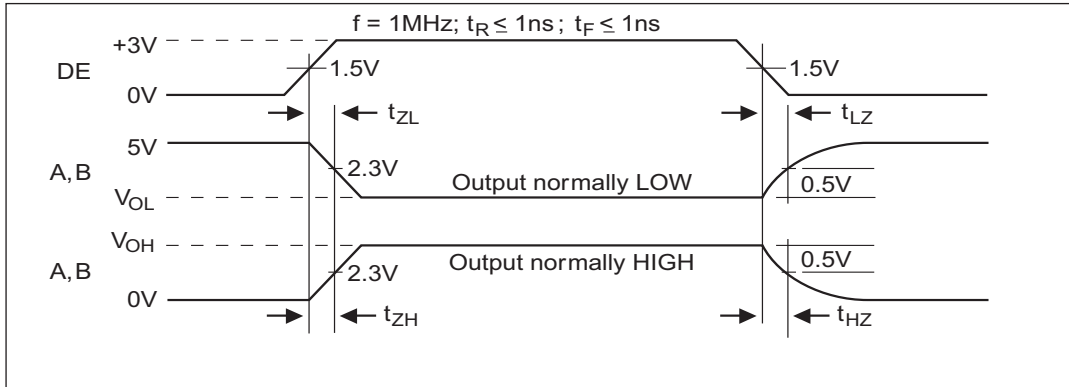 f = 1MHz; tR ≤ 1ns ; tF ≤ 1ns
+3V
DE
1.5V
1.5V
0V
tZL
tLZ
5V
A,B
2.3V
Output normally LOW
0.5V
VOL
VOH
A,B
2.3V
Output normally HIGH
0.5V
0V
tZH
tHZ